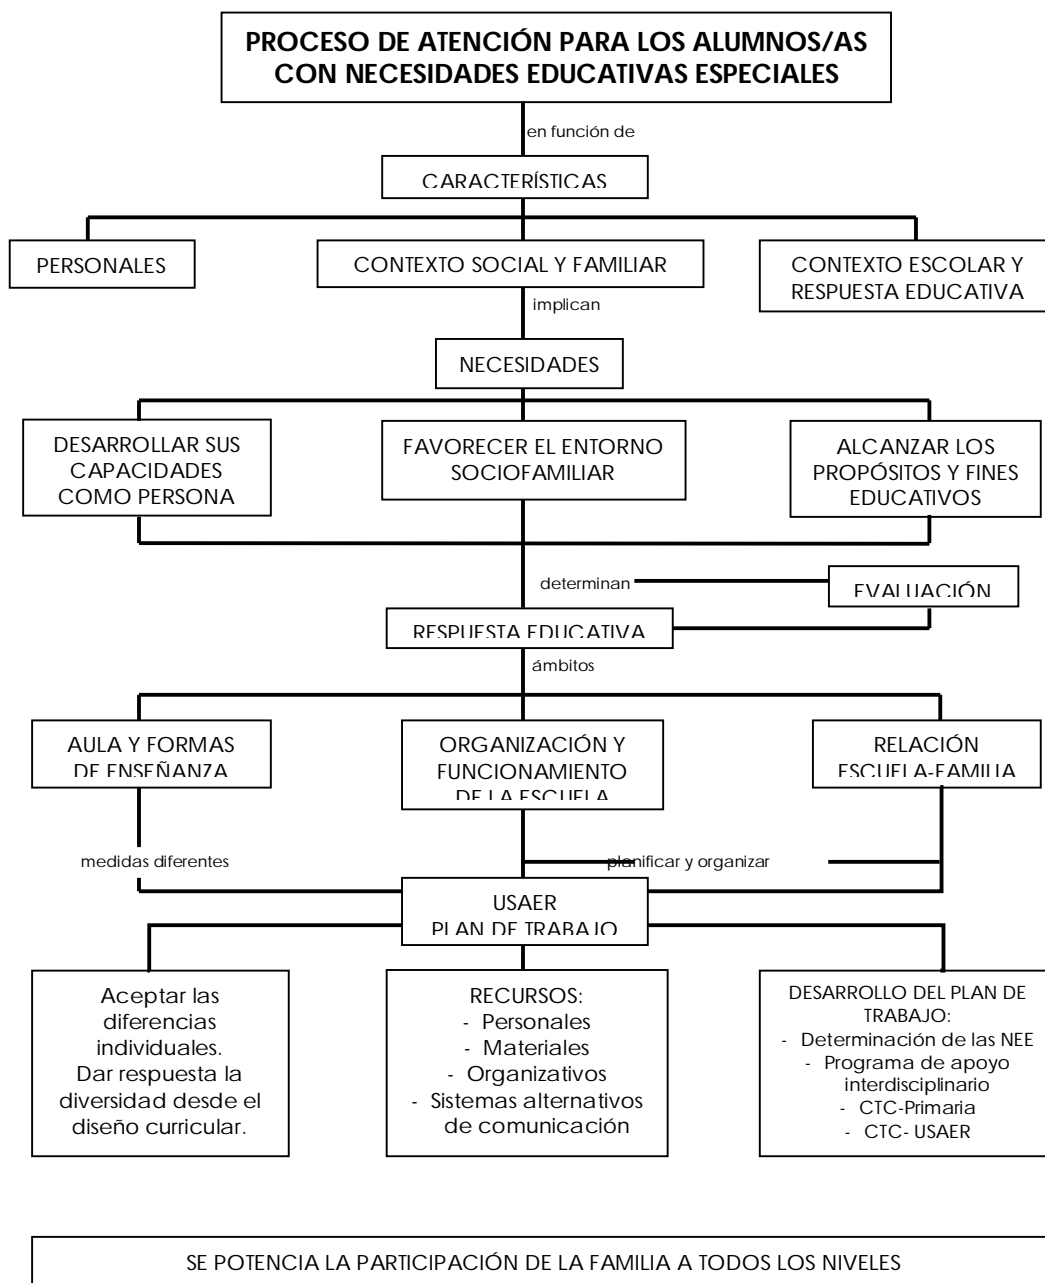 PROCESO DE ATENCIÓN PARA LOS ALUMNOS/AS
CON NECESIDADES EDUCATIVAS ESPECIALES
en función de
CARACTERÍSTICAS
PERSONALES
CONTEXTO SOCIAL Y FAMILIAR
CONTEXTO ESCOLAR Y
RESPUESTA EDUCATIVA
implican
NECESIDADES
DESARROLLAR SUS
CAPACIDADES
COMO PERSONA
FAVORECER EL ENTORNO
SOCIOFAMILIAR
ALCANZAR LOS
PROPÓSITOS Y FINES
EDUCATIVOS
determinan
EVALUACIÓN
RESPUESTA EDUCATIVA
ámbitos
AULA Y FORMAS
DE ENSEÑANZA
ORGANIZACIÓN Y
FUNCIONAMIENTO
DE LA ESCUELA
RELACIÓN
ESCUELA-FAMILIA
medidas diferentes
planificar y organizar
USAER
PLAN DE TRABAJO
Aceptar las
diferencias
individuales.
Dar respuesta la
diversidad desde el
diseño curricular.
RECURSOS:
- Personales
- Materiales
- Organizativos
- Sistemas alternativos
de comunicación
DESARROLLO DEL PLAN DE
TRABAJO:
- Determinación de las NEE
- Programa de apoyo
interdisciplinario
- CTC-Primaria
- CTC- USAER
SE POTENCIA LA PARTICIPACIÓN DE LA FAMILIA A TODOS LOS NIVELES